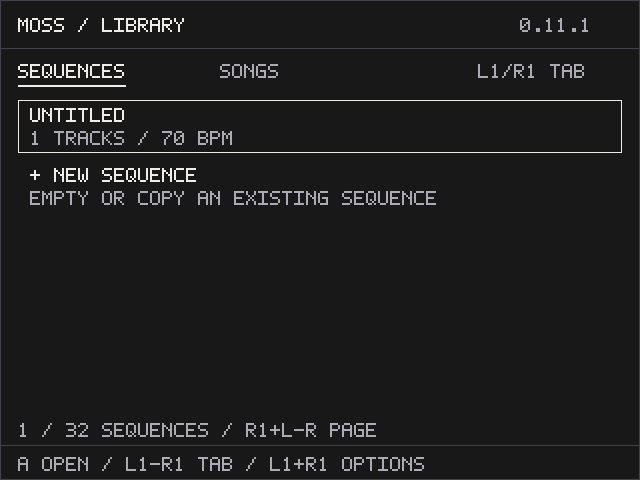 MOSS / LIBRARY 0.11.1
SEQUENCES SONGS L1/R1 TAB
UNTITLED
1 TRACKS / 70 BPM
+ NEW SEQUENCE
EMPTY OR COPY AN EXISTING SEQUENCE
1 / 32 SEQUENCES / R1+L-R PAGE
A OPEN / L1-R1 TAB / L1+R1 OPTIONS